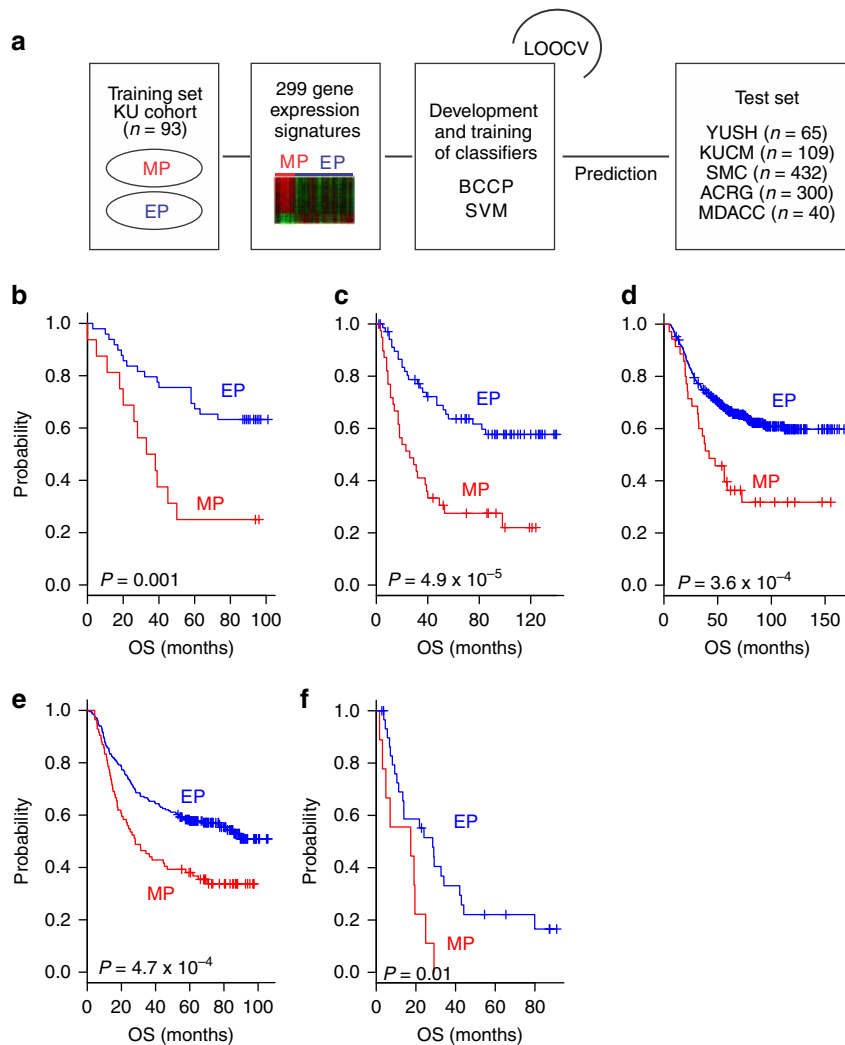 a
LOOCV
Training set
KU cohort
(n = 93)
MP
EP
299 gene
expression
signatures
MP EP
Development
and training
of classifiers
BCCP
SVM
Prediction
Test set
YUSH (n = 65)
KUCM (n = 109)
SMC (n = 432)
ACRG (n = 300)
MDACC (n = 40)
b
Probability
1.0
0.8
0.6
0.4
0.2
0.0
EP
MP
P = 0.001
0 20 40 60 80 100
OS (months)
c
1.0
0.8
0.6
0.4
0.2
0.0
EP
MP
P = 4.9 x 10⁻⁵
0 40 80 120
OS (months)
d
1.0
0.8
0.6
0.4
0.2
0.0
EP
MP
P = 3.6 x 10⁻⁴
0 50 100 150
OS (months)
e
Probability
1.0
0.8
0.6
0.4
0.2
0.0
EP
MP
P = 4.7 x 10⁻⁴
0 20 40 60 80 100
OS (months)
f
Probability
1.0
0.8
0.6
0.4
0.2
0.0
EP
MP
P = 0.01
0 20 40 60 80
OS (months)